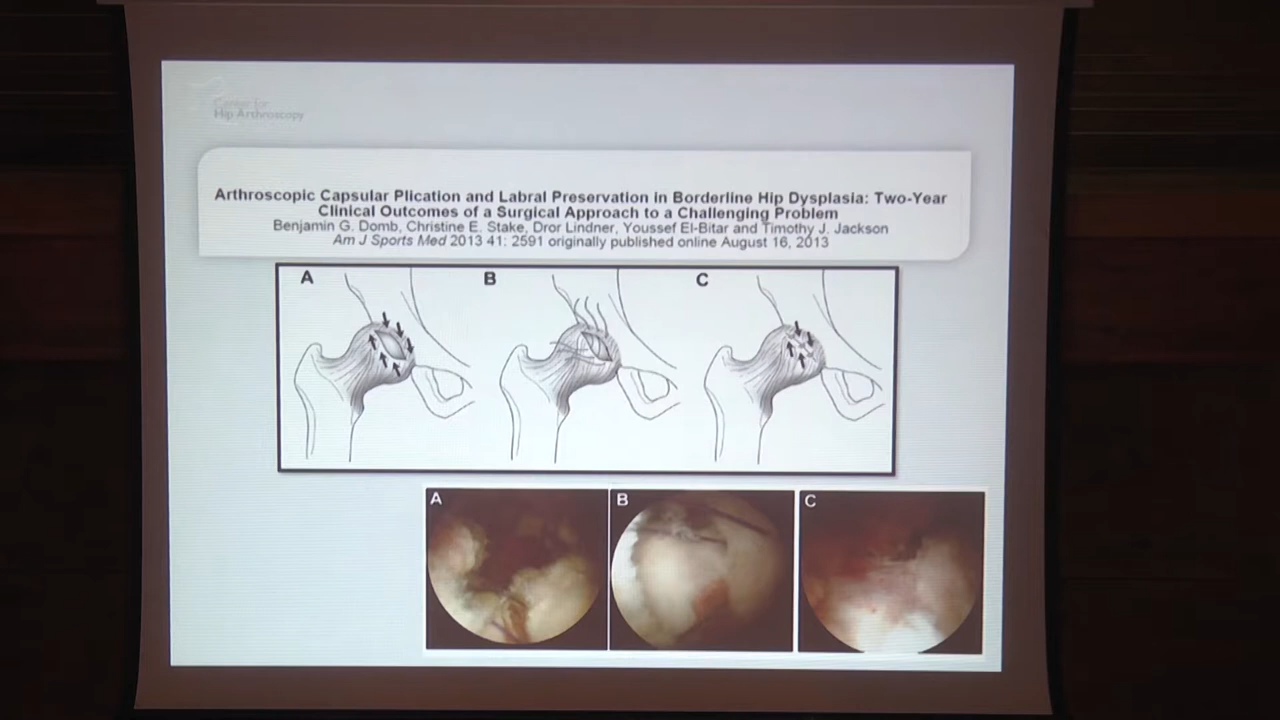 Center for
Hip Arthroscopy
Arthroscopic Capsular Plication and Labral Preservation in Borderline Hip Dysplasia: Two-Year
Clinical Outcomes of a Surgical Approach to a Challenging Problem
Benjamin G. Domb, Christine E. Stake, Dror Lindner, Youssef El-Bitar and Timothy J. Jackson
Am J Sports Med 2013 41: 2591 originally published online August 16, 2013
A B C
A B C